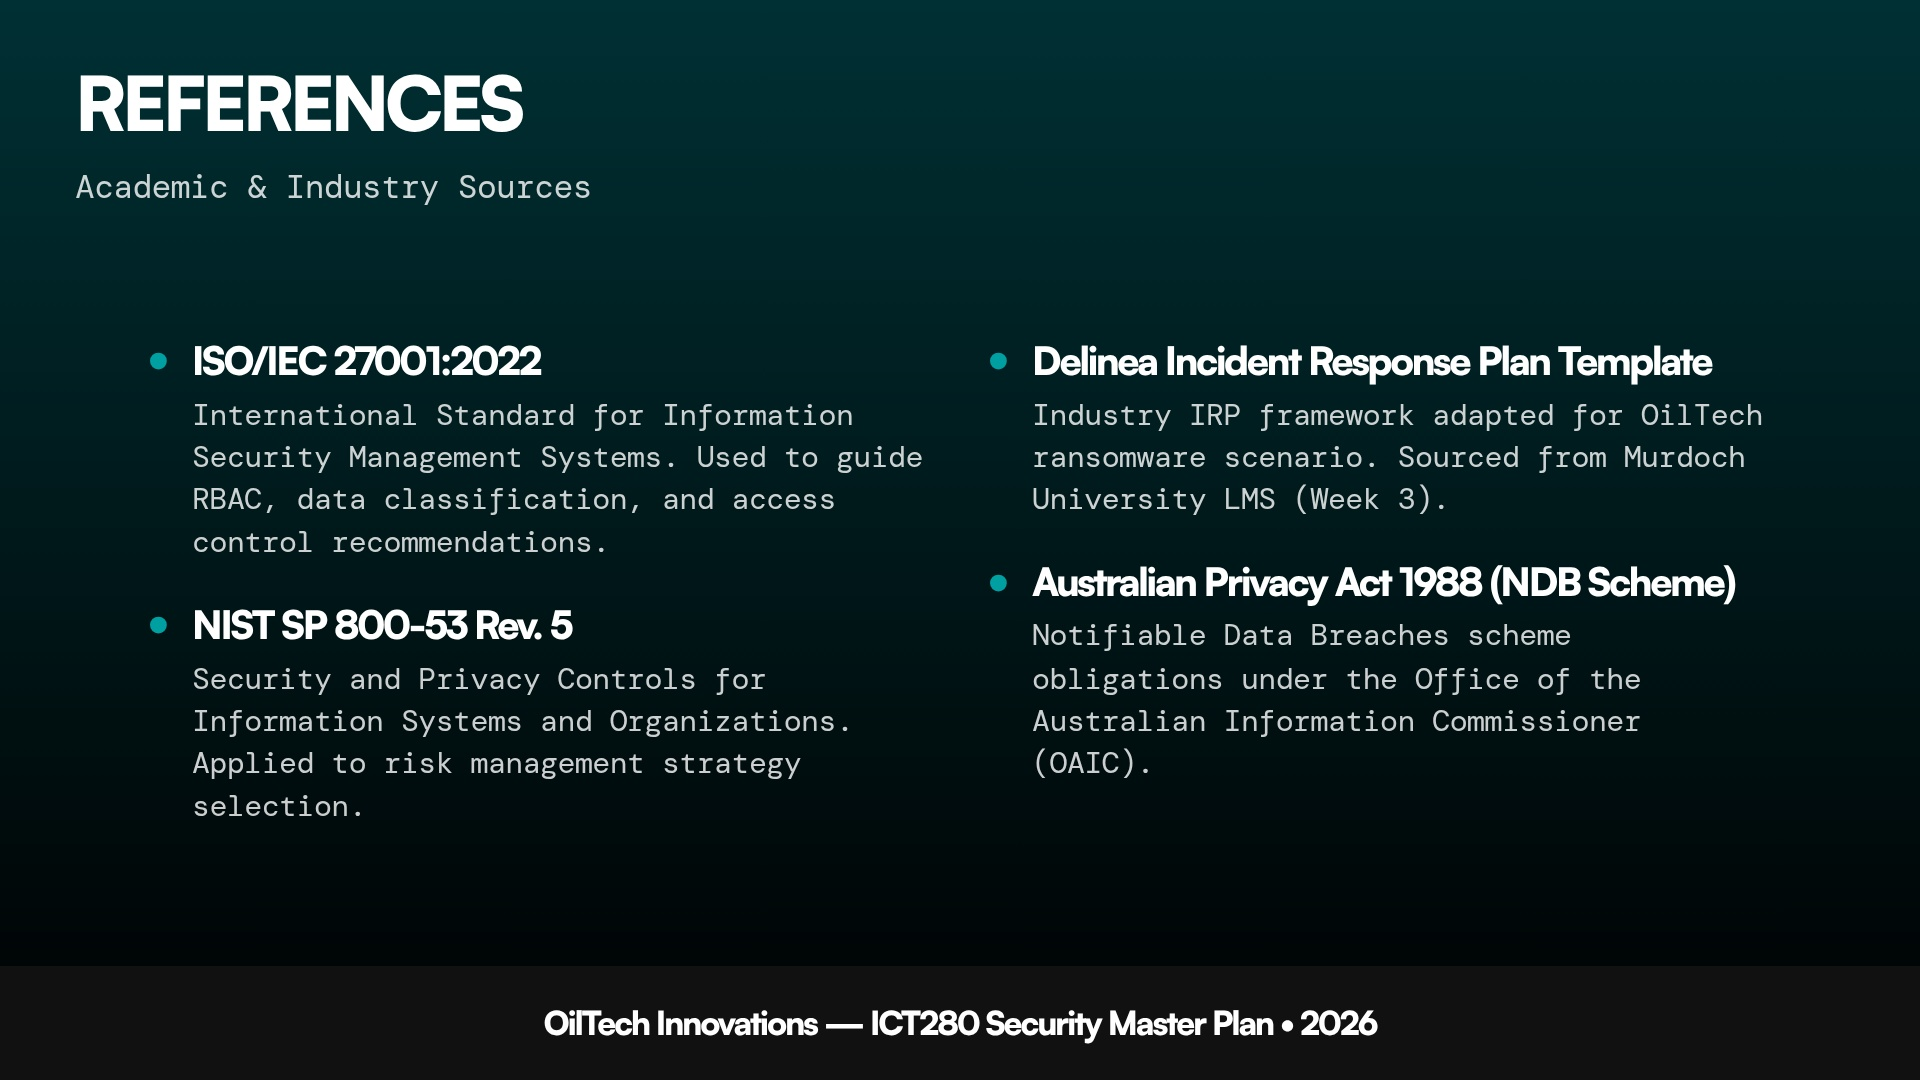 REFERENCES
Academic & Industry Sources
ISO/IEC 27001:2022
International Standard for Information
Security Management Systems. Used to guide
RBAC, data classification, and access
control recommendations.
NIST SP 800-53 Rev. 5
Security and Privacy Controls for
Information Systems and Organizations.
Applied to risk management strategy
selection.
Delinea Incident Response Plan Template
Industry IRP framework adapted for OilTech
ransomware scenario. Sourced from Murdoch
University LMS (Week 3).
Australian Privacy Act 1988 (NDB Scheme)
Notifiable Data Breaches scheme
obligations under the Office of the
Australian Information Commissioner
(OAIC).
OilTech Innovations — ICT280 Security Master Plan • 2026